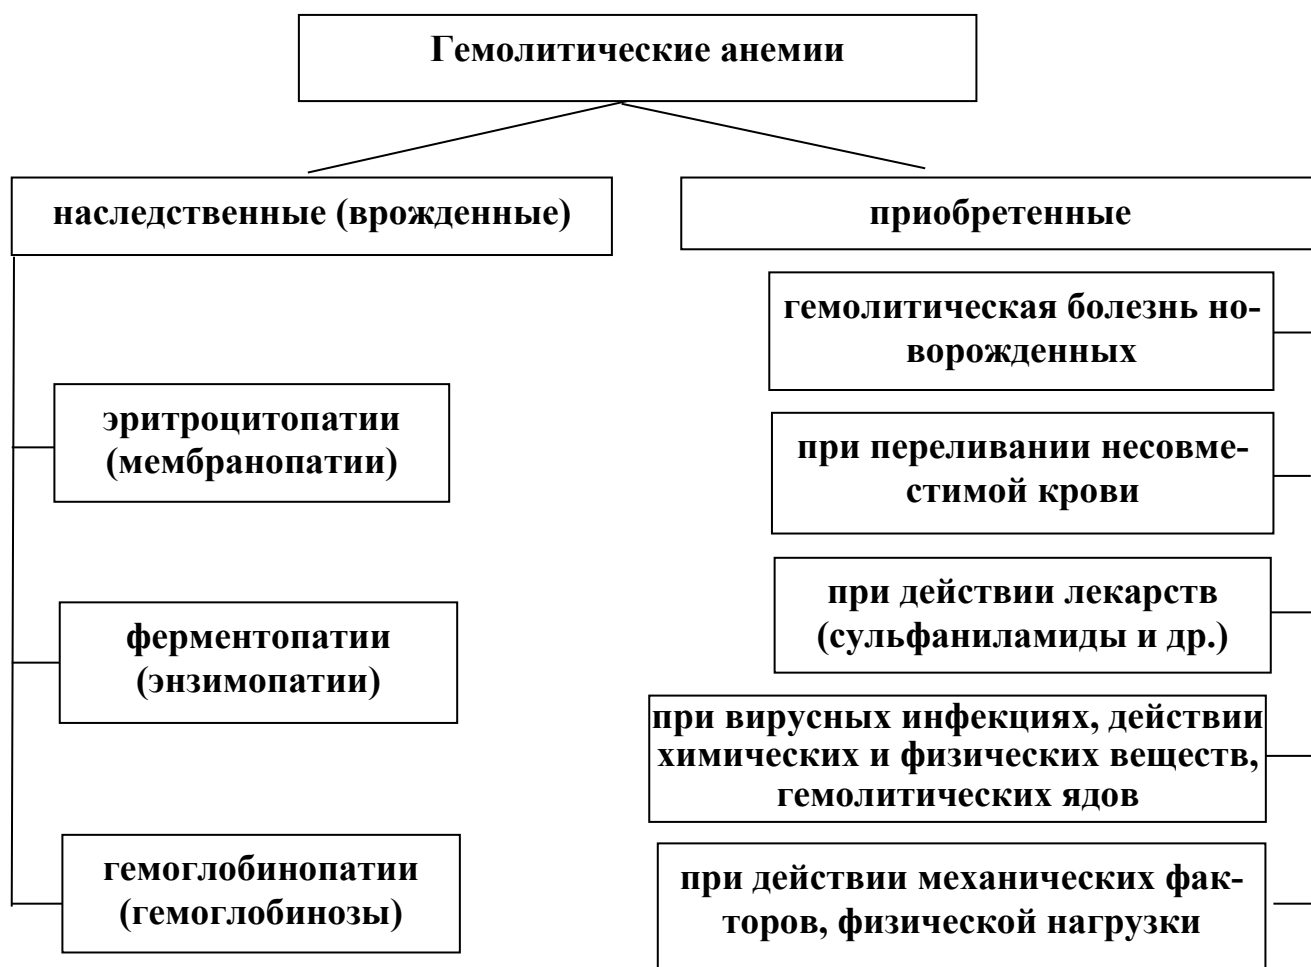 Гемолитические анемии
наследственные (врожденные)
приобретенные
гемолитическая болезнь но-
ворожденных
эритроцитопатии
(мембранопатии)
при переливании несовме-
стимой крови
при действии лекарств
(сульфаниламиды и др.)
ферментопатии
(энзимопатии)
при вирусных инфекциях, действии
химических и физических веществ,
гемолитических ядов
гемоглобинопатии
(гемоглобинозы)
при действии механических фак-
торов, физической нагрузки